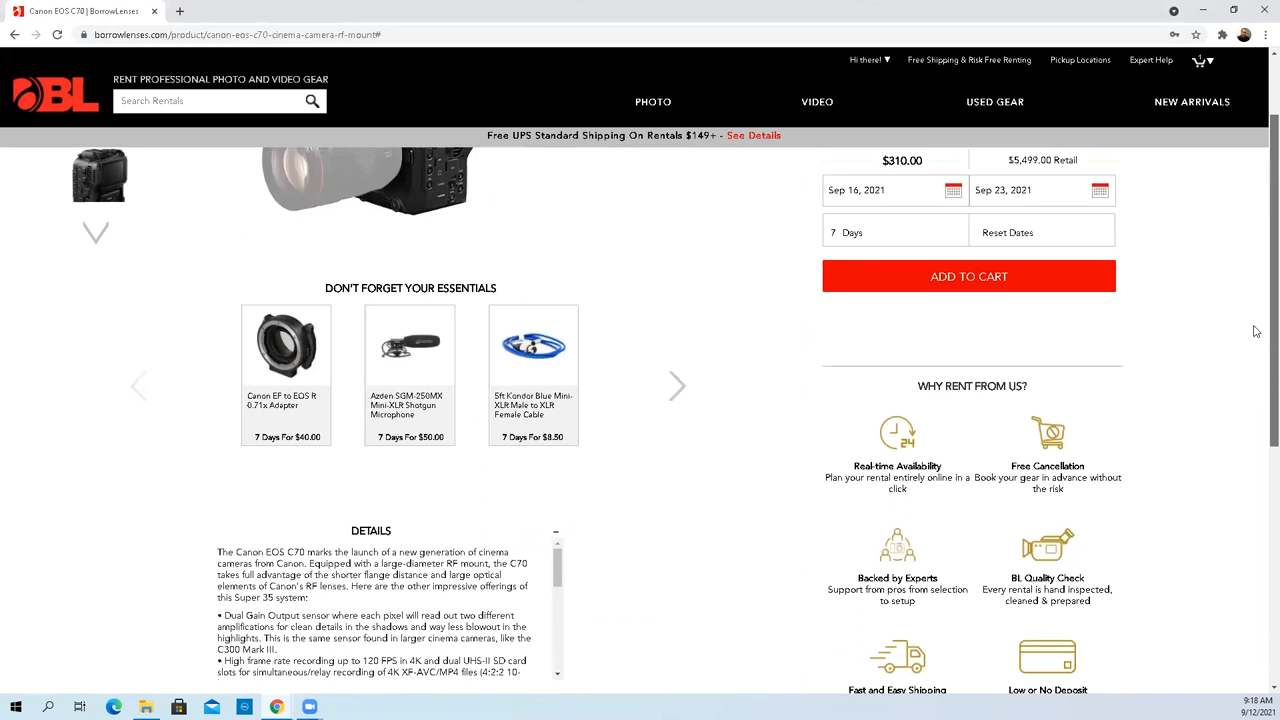 Canon EOS C70 | BorrowLenses
borrowlenses.com/product/canon-eos-c70-cinema-camera-rf-mount#
Hi there! Free Shipping & Risk Free Renting Pickup Locations Expert Help
BL
RENT PROFESSIONAL PHOTO AND VIDEO GEAR
Search Rentals
PHOTO VIDEO USED GEAR NEW ARRIVALS
Free UPS Standard Shipping On Rentals $149+ - See Details
$310.00 $5,499.00 Retail
Sep 16, 2021 Sep 23, 2021
7 Days Reset Dates
ADD TO CART
DON'T FORGET YOUR ESSENTIALS
Canon EF to EOS R
0.71x Adapter
7 Days For $40.00
Azden SGM-250MX
Mini-XLR Shotgun
Microphone
7 Days For $50.00
5ft Kondor Blue Mini-
XLR Male to XLR
Female Cable
7 Days For $8.50
WHY RENT FROM US?
24
Real-time Availability
Plan your rental entirely online in a
click
Free Cancellation
Book your gear in advance without
the risk
Backed by Experts
Support from pros from selection
to setup
BL Quality Check
Every rental is hand inspected,
cleaned & prepared
Fast and Easy Shipping
Low or No Deposit
DETAILS
The Canon EOS C70 marks the launch of a new generation of cinema
cameras from Canon. Equipped with a large-diameter RF mount, the C70
takes full advantage of the shorter flange distance and large optical
elements of Canon's RF lenses. Here are the other impressive offerings of
this Super 35 system:
• Dual Gain Output sensor where each pixel will read out two different
amplifications for clean details in the shadows and way less blowout in the
highlights. This is the same sensor found in larger cinema cameras, like the
C300 Mark III.
• High frame rate recording up to 120 FPS in 4K and dual UHS-II SD card
slots for simultaneous/relay recording of 4K XF-AVC/MP4 files (4:2:2 10-
9:18 AM
9/12/2021